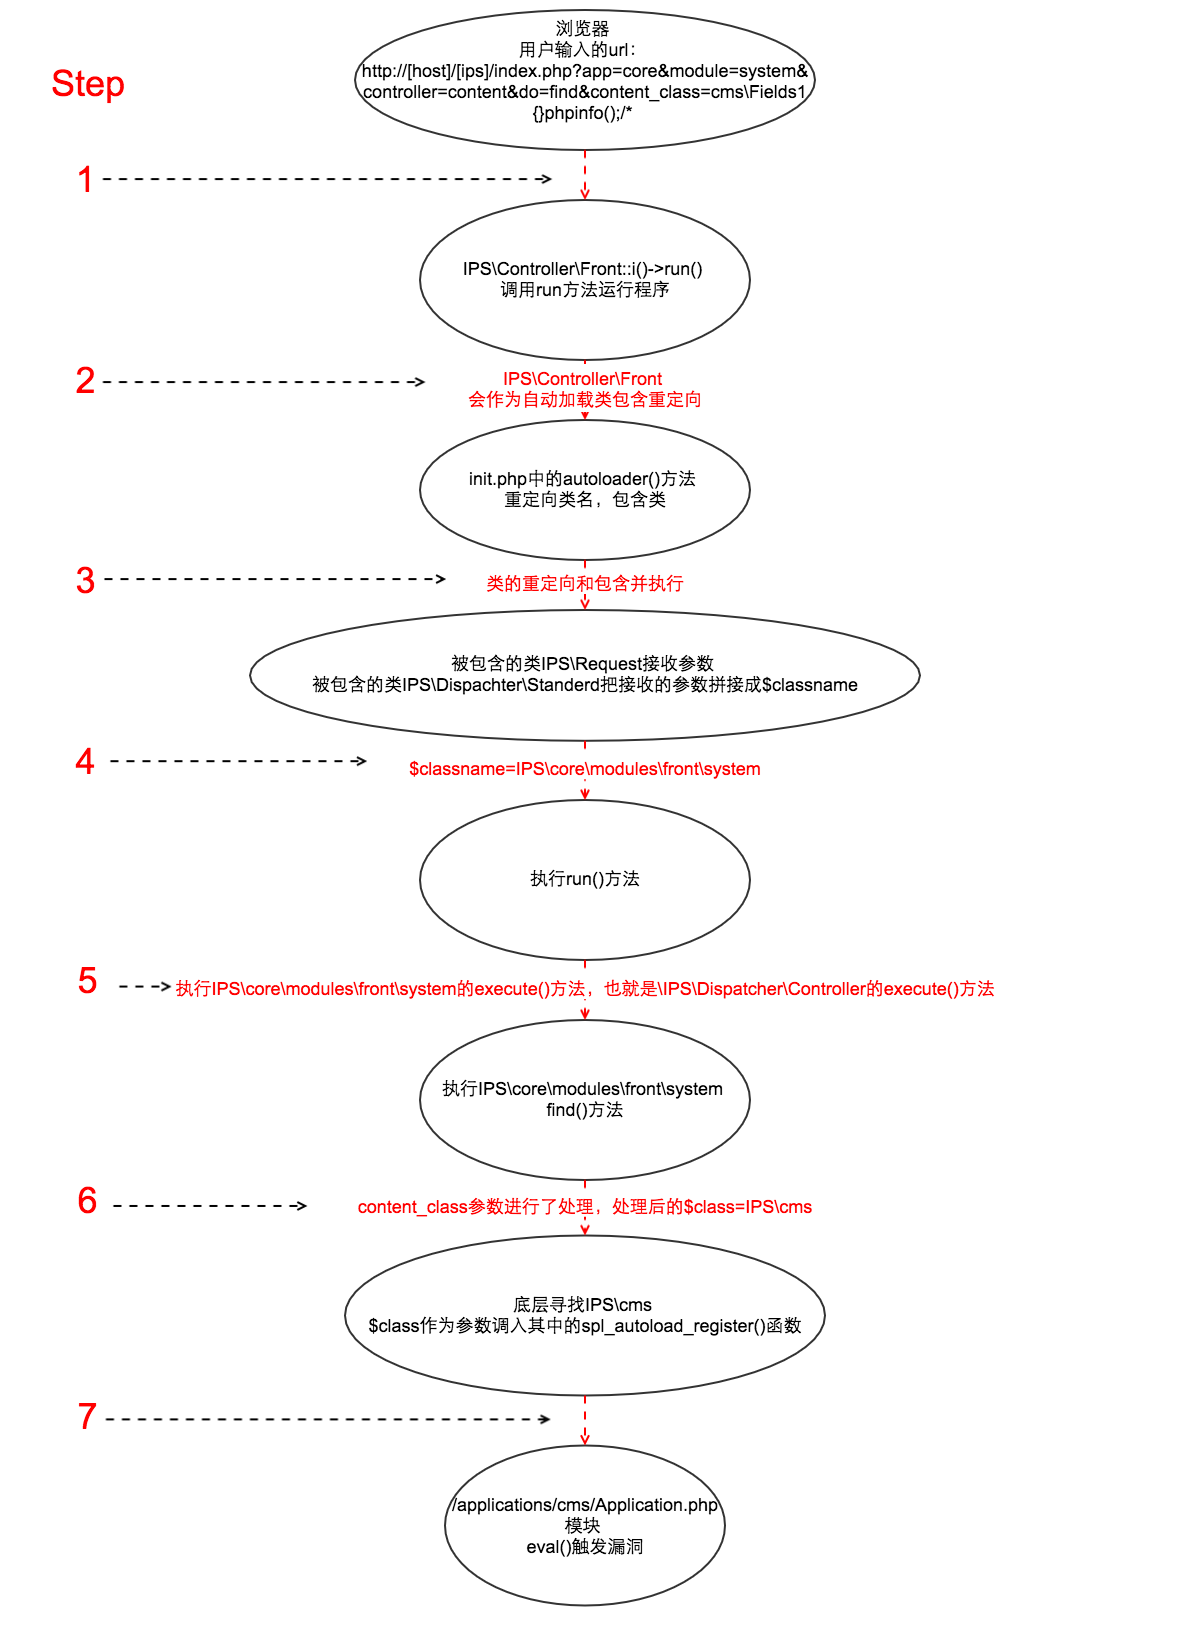 浏览器
用户输入的url：
Step
http://[host]/[ips]/index.php?app=core&module=system&
controller=content&do=find&content_class=cms\Fields1
{}phpinfo();/*
1
IPS\Controller\Front::i()->run()
调用run方法运行程序
2
IPS\Controller\Front
会作为自动加载类包含重定向
init.php中的autoloader()方法
重定向类名，包含类
3
类的重定向和包含并执行
被包含的类IPS\Request接收参数
被包含的类IPS\Dispachter\Standerd把接收的参数拼接成$classname
4
$classname=IPS\core\modules\front\system
执行run()方法
5
执行IPS\core\modules\front\system的execute()方法，也就是\IPS\Dispatcher\Controller的execute()方法
执行IPS\core\modules\front\system
find()方法
6
content_class参数进行了处理，处理后的$class=IPS\cms
底层寻找IPS\cms
$class作为参数调入其中的spl_autoload_register()函数
7
/applications/cms/Application.php
模块
eval()触发漏洞